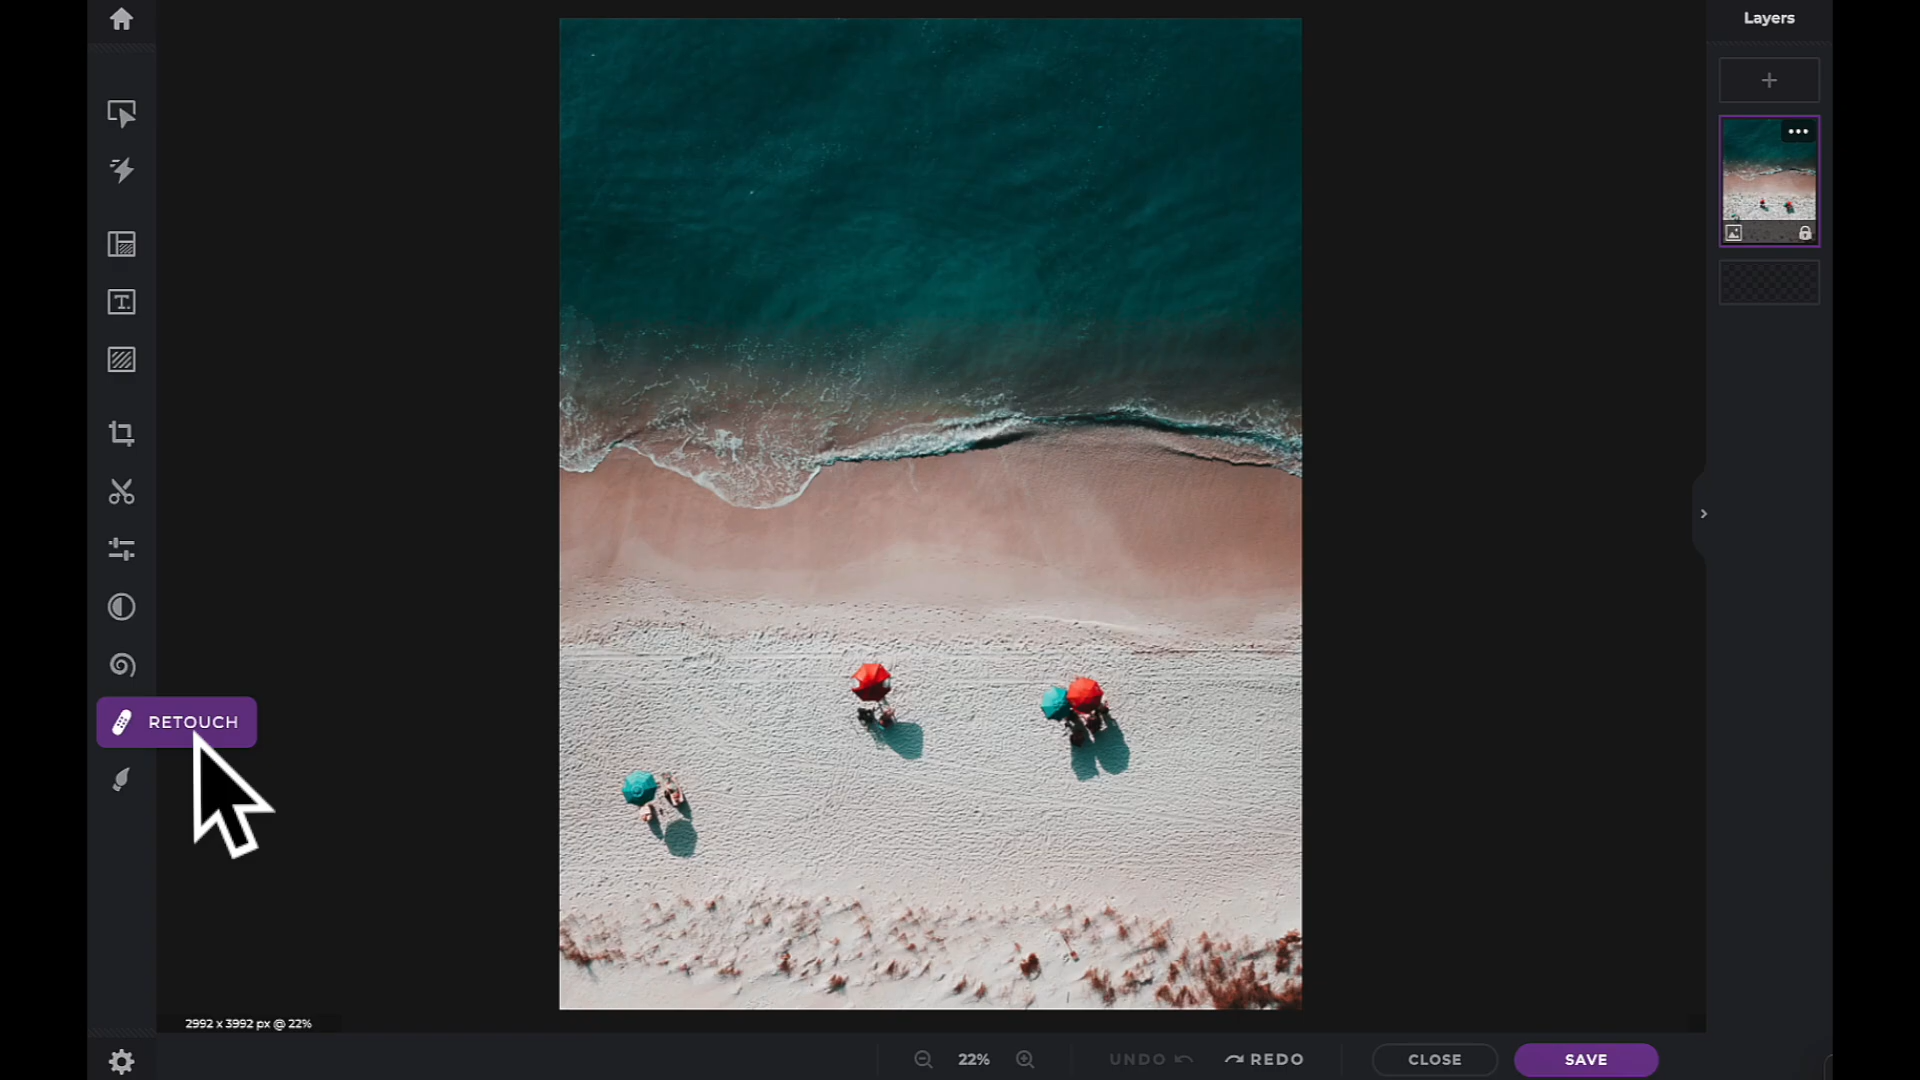 Layers
RETOUCH
2992 x 3992 px @ 22%
22%
UNDO
REDO
CLOSE
SAVE